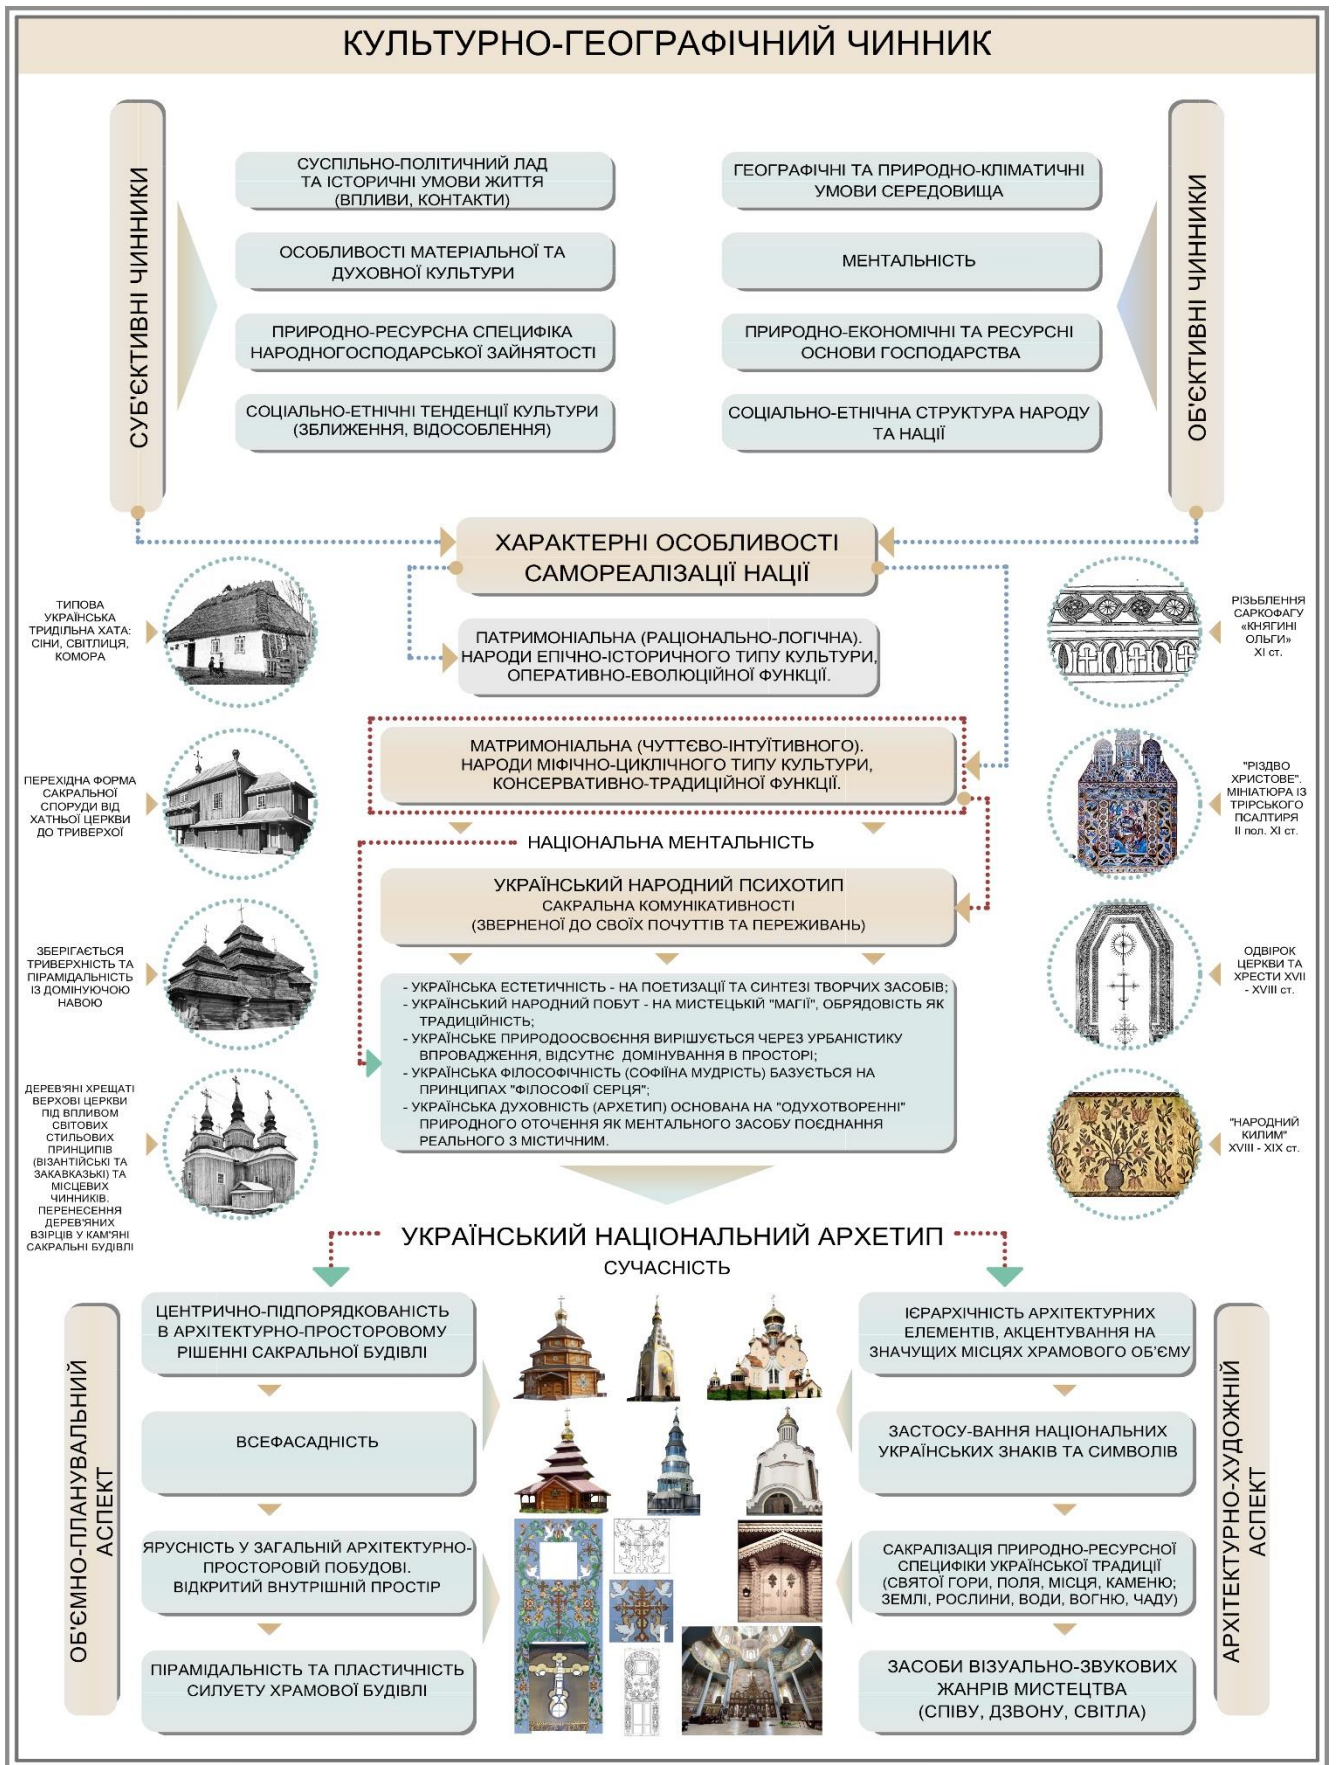 КУЛЬТУРНО-ГЕОГРАФІЧНИЙ ЧИННИК
СУБ'ЄКТИВНІ ЧИННИКИ
СУСПІЛЬНО-ПОЛІТИЧНИЙ ЛАД
ТА ІСТОРИЧНІ УМОВИ ЖИТТЯ
(ВПЛИВИ, КОНТАКТИ)
ОСОБЛИВОСТІ МАТЕРІАЛЬНОЇ ТА
ДУХОВНОЇ КУЛЬТУРИ
ПРИРОДНО-РЕСУРСНА СПЕЦИФІКА
НАРОДНОГОСПОДАРСЬКОЇ ЗАЙНЯТОСТІ
СОЦІАЛЬНО-ЕТНІЧНІ ТЕНДЕНЦІЇ КУЛЬТУРИ
(ЗБЛИЖЕННЯ, ВІДОСОБЛЕННЯ)
ГЕОГРАФІЧНІ ТА ПРИРОДНО-КЛІМАТИЧНІ
УМОВИ СЕРЕДОВИЩА
МЕНТАЛЬНІСТЬ
ПРИРОДНО-ЕКОНОМІЧНІ ТА РЕСУРСНІ
ОСНОВИ ГОСПОДАРСТВА
СОЦІАЛЬНО-ЕТНІЧНА СТРУКТУРА НАРОДУ
ТА НАЦІЇ
ОБ'ЄКТИВНІ ЧИННИКИ
ХАРАКТЕРНІ ОСОБЛИВОСТІ
САМОРЕАЛІЗАЦІЇ НАЦІЇ
ПАТРИМОНІАЛЬНА (РАЦІОНАЛЬНО-ЛОГІЧНА).
НАРОДИ ЕПІЧНО-ІСТОРИЧНОГО ТИПУ КУЛЬТУРИ,
ОПЕРАТИВНО-ЕВОЛЮЦІЙНОЇ ФУНКЦІЇ.
МАТРИМОНІАЛЬНА (ЧУТТЄВО-ІНТУЇТИВНОГО).
НАРОДИ МІФІЧНО-ЦИКЛІЧНОГО ТИПУ КУЛЬТУРИ,
КОНСЕРВАТИВНО-ТРАДИЦІЙНОЇ ФУНКЦІЇ.
НАЦІОНАЛЬНА МЕНТАЛЬНІСТЬ
УКРАЇНСЬКИЙ НАРОДНИЙ ПСИХОТИП
САКРАЛЬНА КОМУНІКАТИВНОСТІ
(ЗВЕРНЕНОЇ ДО СВОЇХ ПОЧУТТІВ ТА ПЕРЕЖИВАНЬ)
- УКРАЇНСЬКА ЕСТЕТИЧНІСТЬ - НА ПОЕТИЗАЦІЇ ТА СИНТЕЗІ ТВОРЧИХ ЗАСОБІВ;
- УКРАЇНСЬКИЙ НАРОДНИЙ ПОБУТ - НА МИСТЕЦЬКІЙ "МАГІЇ", ОБРЯДОВІСТЬ ЯК
ТРАДИЦІЙНІСТЬ;
- УКРАЇНСЬКЕ ПРИРОДООСВОЄННЯ ВИРІШУЄТЬСЯ ЧЕРЕЗ УРБАНІСТИКУ
ВПРОВАДЖЕННЯ, ВІДСУТНЄ ДОМІНУВАННЯ В ПРОСТОРІ;
- УКРАЇНСЬКА ФІЛОСОФІЧНІСТЬ (СОФІЇНА МУДРІСТЬ) БАЗУЄТЬСЯ НА
ПРИНЦИПАХ "ФІЛОСОФІЇ СЕРЦЯ";
- УКРАЇНСЬКА ДУХОВНІСТЬ (АРХЕТИП) ОСНОВАНА НА "ОДУХОТВОРЕННІ"
ПРИРОДНОГО ОТОЧЕННЯ ЯК МЕНТАЛЬНОГО ЗАСОБУ ПОЄДНАННЯ
РЕАЛЬНОГО З МІСТИЧНИМ.
ТИПОВА
УКРАЇНСЬКА
ТРИДІЛЬНА ХАТА:
СІНИ, СВІТЛИЦЯ,
КОМОРА
ПЕРЕХІДНА ФОРМА
САКРАЛЬНОЇ
СПОРУДИ ВІД
ХАТНЬОЇ ЦЕРКВИ
ДО ТРИВЕРХОЇ
ЗБЕРІГАЄТЬСЯ
ТРИВЕРХНІСТЬ ТА
ПІРАМІДАЛЬНІСТЬ
ІЗ ДОМІНУЮЧОЮ
НАВОЮ
ДЕРЕВ'ЯНІ ХРЕЩАТІ
ВЕРХОВІ ЦЕРКВИ
ПІД ВПЛИВОМ
СВІТОВИХ
СТИЛЬОВИХ
ПРИНЦИПІВ
(ВІЗАНТІЙСЬКІ ТА
ЗАКАВКАЗЬКІ) ТА
МІСЦЕВИХ
ЧИННИКІВ.
ПЕРЕНЕСЕННЯ
ДЕРЕВ'ЯНИХ
ВЗІРЦІВ У КАМ'ЯНІ
САКРАЛЬНІ БУДІВЛІ
РІЗЬБЛЕННЯ
САРКОФАГУ
«КНЯГИНІ
ОЛЬГИ»
XI ст.
"РІЗДВО
ХРИСТОВЕ".
МІНІАТЮРА ІЗ
ТРІРСЬКОГО
ПСАЛТИРЯ
II пол. XI ст.
ОДВІРОК
ЦЕРКВИ ТА
ХРЕСТИ XVII
- XVIII ст.
"НАРОДНИЙ
КИЛИМ"
XVIII - XIX ст.
УКРАЇНСЬКИЙ НАЦІОНАЛЬНИЙ АРХЕТИП
СУЧАСНІСТЬ
ОБ'ЄМНО-ПЛАНУВАЛЬНИЙ
АСПЕКТ
ЦЕНТРИЧНО-ПІДПОРЯДКОВАНІСТЬ
В АРХІТЕКТУРНО-ПРОСТОРОВОМУ
РІШЕННІ САКРАЛЬНОЇ БУДІВЛІ
ВСЕФАСАДНІСТЬ
ЯРУСНІСТЬ У ЗАГАЛЬНІЙ АРХІТЕКТУРНО-
ПРОСТОРОВІЙ ПОБУДОВІ.
ВІДКРИТИЙ ВНУТРІШНІЙ ПРОСТІР
ПІРАМІДАЛЬНІСТЬ ТА ПЛАСТИЧНІСТЬ
СИЛУЕТУ ХРАМОВОЇ БУДІВЛІ
ІЄРАРХІЧНІСТЬ АРХІТЕКТУРНИХ
ЕЛЕМЕНТІВ, АКЦЕНТУВАННЯ НА
ЗНАЧУЩИХ МІСЦЯХ ХРАМОВОГО ОБ'ЄМУ
ЗАСТОСУ-ВАННЯ НАЦІОНАЛЬНИХ
УКРАЇНСЬКИХ ЗНАКІВ ТА СИМВОЛІВ
САКРАЛІЗАЦІЯ ПРИРОДНО-РЕСУРСНОЇ
СПЕЦИФІКИ УКРАЇНСЬКОЇ ТРАДИЦІЇ
(СВЯТОЇ ГОРИ, ПОЛЯ, МІСЦЯ, КАМЕНЮ;
ЗЕМЛІ, РОСЛИНИ, ВОДИ, ВОГНЮ, ЧАДУ)
ЗАСОБИ ВІЗУАЛЬНО-ЗВУКОВИХ
ЖАНРІВ МИСТЕЦТВА
(СПІВУ, ДЗВОНУ, СВІТЛА)
АРХІТЕКТУРНО-ХУДОЖНІЙ
АСПЕКТ